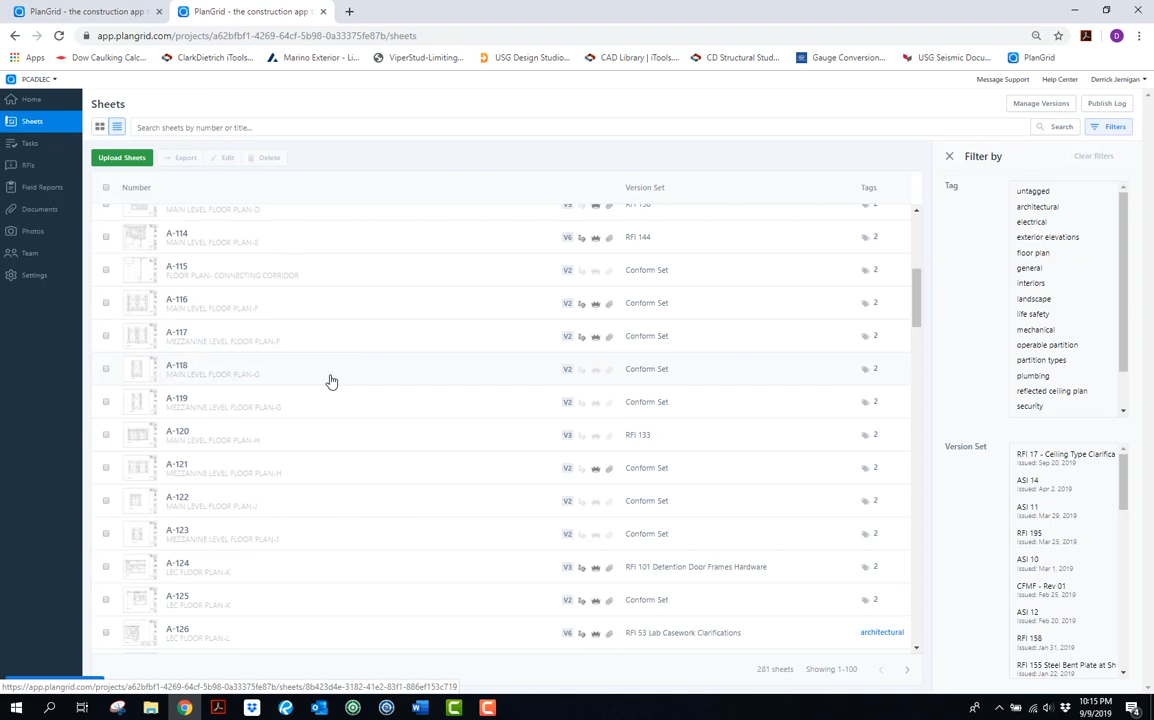 PlanGrid - the construction app
PlanGrid - the construction app
app.plangrid.com/projects/a62bfbf1-4269-64cf-5b98-0a33375fe87b/sheets
Apps
Dow Caulking Calc...
ClarkDietrich iTools...
Marino Exterior - Li...
ViperStud-Limiting...
USG Design Studio...
CAD Library | iTools...
CD Structural Stud...
Gauge Conversion...
USG Seismic Docu...
PlanGrid
PCADLEC
Message Support
Help Center
Derrick Jernigan
Home
Sheets
Tasks
RFIs
Field Reports
Documents
Photos
Team
Settings
Sheets
Manage Versions
Publish Log
Search sheets by number or title...
Search
Filters
Upload Sheets
Export
Edit
Delete
Number
Version Set
Tags
MAIN LEVEL FLOOR PLAN-D
A-114
MAIN LEVEL FLOOR PLAN-E
V6
RFI 144
2
A-115
FLOOR PLAN- CONNECTING CORRIDOR
V2
Conform Set
2
A-116
MAIN LEVEL FLOOR PLAN-F
V2
Conform Set
2
A-117
MEZZANINE LEVEL FLOOR PLAN-F
V2
Conform Set
2
A-118
MAIN LEVEL FLOOR PLAN-G
V2
Conform Set
2
A-119
MEZZANINE LEVEL FLOOR PLAN-G
V2
Conform Set
2
A-120
MAIN LEVEL FLOOR PLAN-H
V3
RFI 133
2
A-121
MEZZANINE LEVEL FLOOR PLAN-H
V2
Conform Set
2
A-122
MAIN LEVEL FLOOR PLAN-J
V2
Conform Set
2
A-123
MEZZANINE LEVEL FLOOR PLAN-J
V2
Conform Set
2
A-124
LEC FLOOR PLAN-K
V3
RFI 101 Detention Door Frames Hardware
2
A-125
LEC FLOOR PLAN-K
V2
Conform Set
2
A-126
LEC FLOOR PLAN-L
V6
RFI 53 Lab Casework Clarifications
architectural
281 sheets
Showing 1-100
Filter by
Clear filters
Tag
untagged
architectural
electrical
exterior elevations
floor plan
general
interiors
landscape
life safety
mechanical
operable partition
partition types
plumbing
reflected ceiling plan
security
Version Set
RFI 17 - Ceiling Type Clarifica
Issued: Sep 20, 2019
ASI 14
Issued: Apr 2, 2019
ASI 11
Issued: Mar 29, 2019
RFI 195
Issued: Mar 25, 2019
ASI 10
Issued: Mar 1, 2019
CFMF - Rev 01
Issued: Feb 25, 2019
ASI 12
Issued: Feb 20, 2019
RFI 158
Issued: Jan 31, 2019
RFI 155 Steel Bent Plate at Sh
Issued: Jan 22, 2019
https://app.plangrid.com/projects/a62bfbf1-4269-64cf-5b98-0a33375fe87b/sheets/8b423d4e-3182-41e2-83f1-886ef153c719
10:15 PM
9/9/2019
4